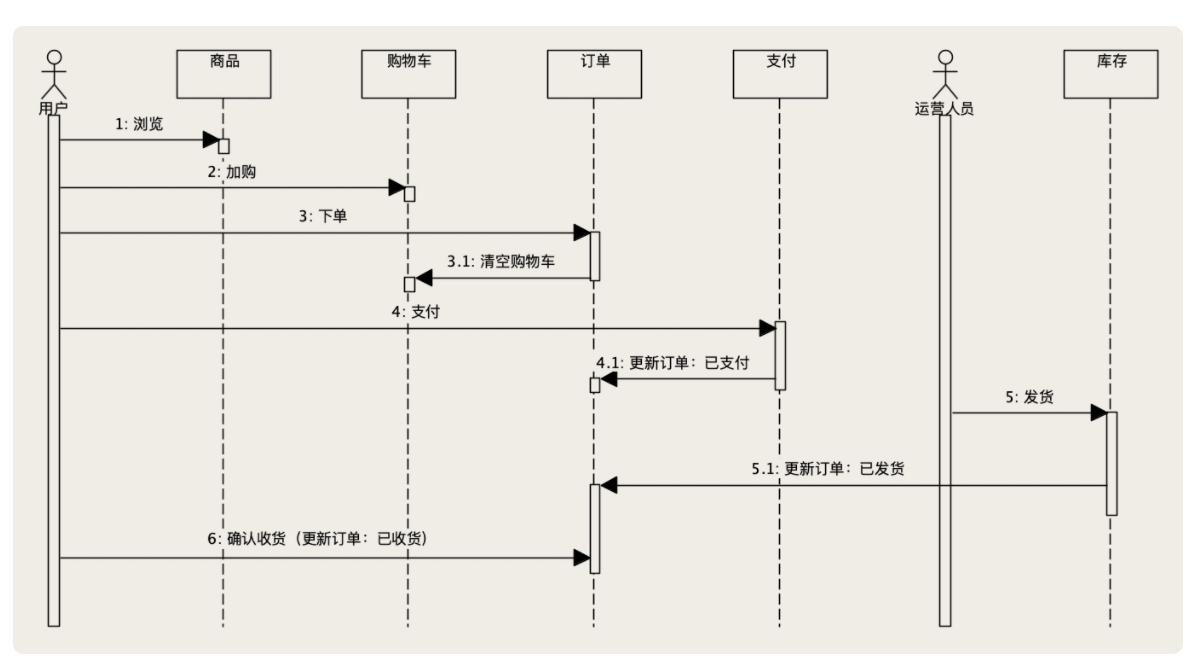 商品
购物车
订单
支付
库存
用户
运营人员
1: 浏览
2: 加购
3: 下单
3.1: 清空购物车
4: 支付
4.1: 更新订单：已支付
5: 发货
5.1: 更新订单：已发货
6: 确认收货（更新订单：已收货）